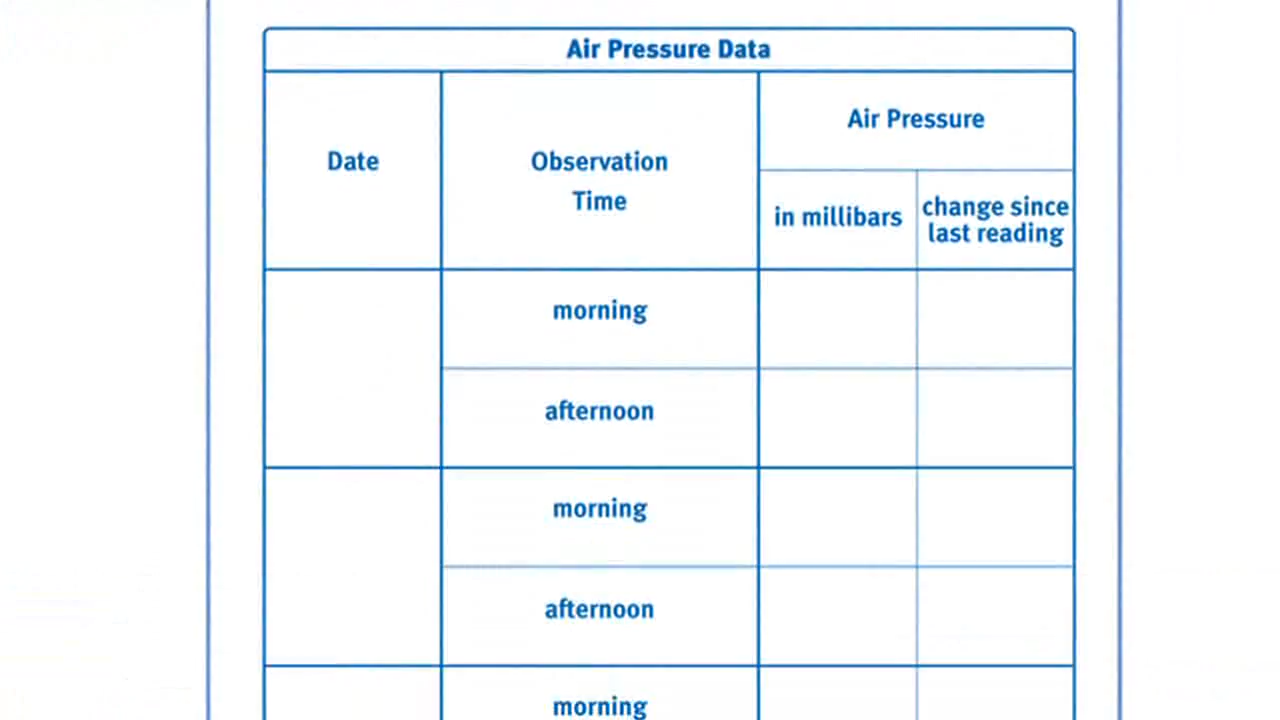 Air Pressure Data
Date
Observation
Time
Air Pressure
in millibars
change since
last reading
morning
afternoon
morning
afternoon
morning